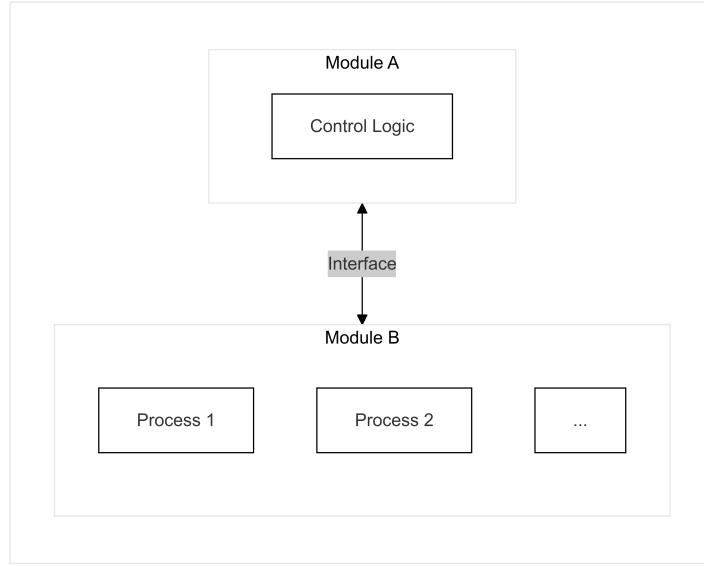 Module A
Control Logic
Interface
Module B
Process 1
Process 2
...